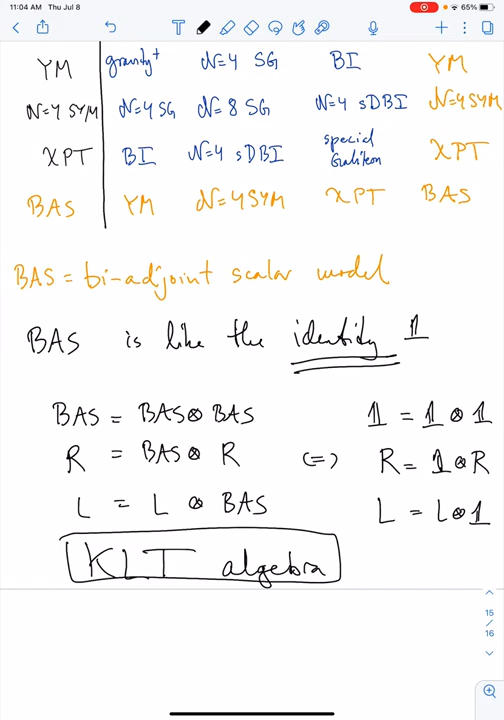 11:04 AM Thu Jul 8
65%
YM gravity+ N=4 SG BI YM
N=4 SYM N=4 SG N=8 SG N=4 sDBI N=4 SYM
χPT BI N=4 sDBI special Galileon χPT
BAS YM N=4 SYM χPT BAS
BAS = bi-adjoint scalar model
BAS is like the identity 𝟙
BAS = BAS⊗BAS 𝟙 = 𝟙 ⊗ 𝟙
R = BAS⊗ R (=) R = 𝟙⊗R
L = L ⊗ BAS L = L⊗𝟙
KLT algebra
15
/
16